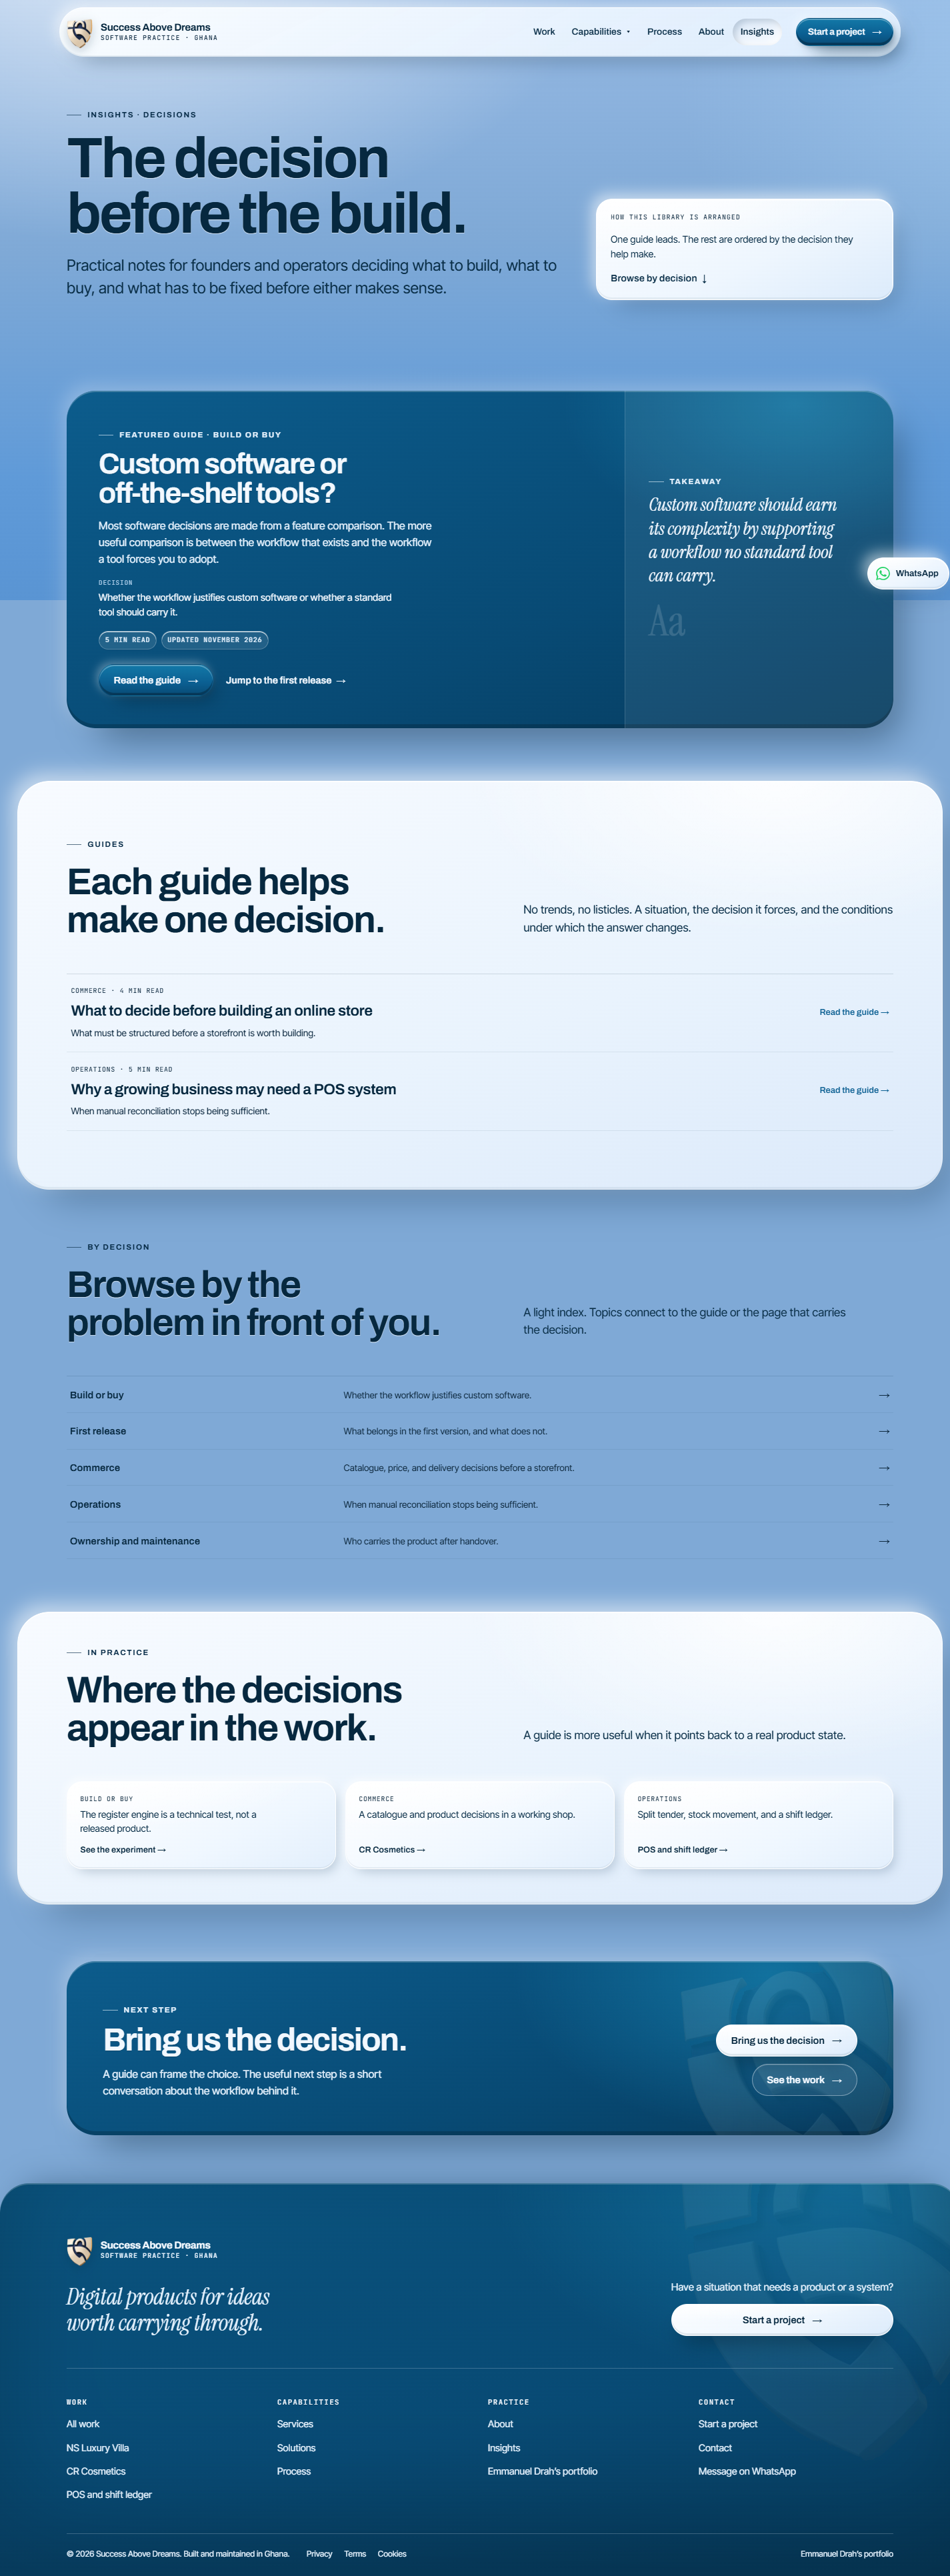 Success Above Dreams
SOFTWARE PRACTICE · GHANA
Work
Capabilities
Process
About
Insights
Start a project →
INSIGHTS · DECISIONS
The decision
before the build.
Practical notes for founders and operators deciding what to build, what to
buy, and what has to be fixed before either makes sense.
HOW THIS LIBRARY IS ARRANGED
One guide leads. The rest are ordered by the decision they
help make.
Browse by decision ↓
FEATURED GUIDE · BUILD OR BUY
Custom software or
off-the-shelf tools?
Most software decisions are made from a feature comparison. The more
useful comparison is between the workflow that exists and the workflow
a tool forces you to adopt.
DECISION
Whether the workflow justifies custom software or whether a standard
tool should carry it.
5 MIN READ
UPDATED NOVEMBER 2026
Read the guide →
Jump to the first release →
TAKEAWAY
Custom software should earn
its complexity by supporting
a workflow no standard tool
can carry.
Aa
WhatsApp
GUIDES
Each guide helps
make one decision.
No trends, no listicles. A situation, the decision it forces, and the conditions
under which the answer changes.
COMMERCE · 4 MIN READ
What to decide before building an online store
What must be structured before a storefront is worth building.
Read the guide →
OPERATIONS · 5 MIN READ
Why a growing business may need a POS system
When manual reconciliation stops being sufficient.
Read the guide →
BY DECISION
Browse by the
problem in front of you.
A light index. Topics connect to the guide or the page that carries
the decision.
Build or buy
Whether the workflow justifies custom software. →
First release
What belongs in the first version, and what does not. →
Commerce
Catalogue, price, and delivery decisions before a storefront. →
Operations
When manual reconciliation stops being sufficient. →
Ownership and maintenance
Who carries the product after handover. →
IN PRACTICE
Where the decisions
appear in the work.
A guide is more useful when it points back to a real product state.
BUILD OR BUY
The register engine is a technical test, not a
released product.
See the experiment →
COMMERCE
A catalogue and product decisions in a working shop.
CR Cosmetics →
OPERATIONS
Split tender, stock movement, and a shift ledger.
POS and shift ledger →
NEXT STEP
Bring us the decision.
A guide can frame the choice. The useful next step is a short
conversation about the workflow behind it.
Bring us the decision →
See the work →
Success Above Dreams
SOFTWARE PRACTICE · GHANA
Digital products for ideas
worth carrying through.
Have a situation that needs a product or a system?
Start a project →
WORK
All work
NS Luxury Villa
CR Cosmetics
POS and shift ledger
CAPABILITIES
Services
Solutions
Process
PRACTICE
About
Insights
Emmanuel Drah's portfolio
CONTACT
Start a project
Contact
Message on WhatsApp
© 2026 Success Above Dreams. Built and maintained in Ghana.
Privacy
Terms
Cookies
Emmanuel Drah's portfolio